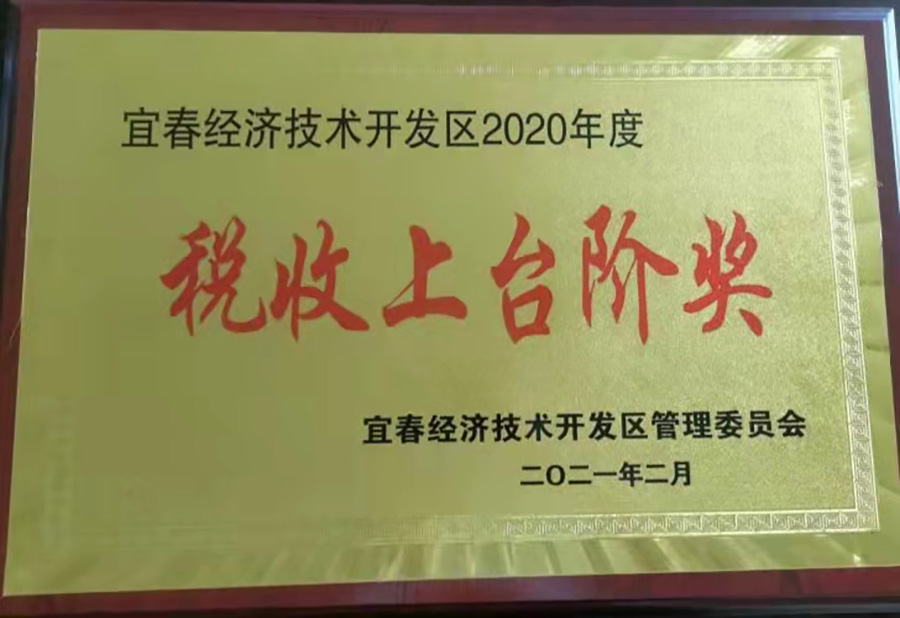 宜春经济技术开发区2020年度
税收上台阶奖
宜春经济技术开发区管理委员会
二〇二一年二月